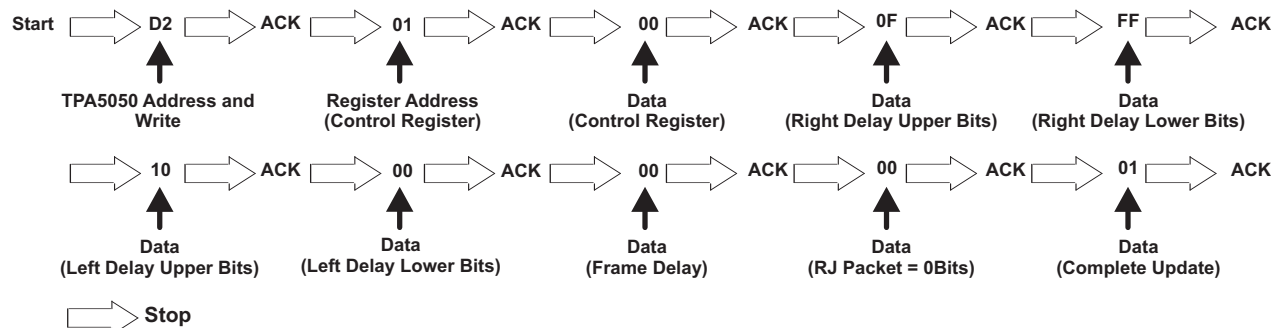 Start D2 ACK 01 ACK 00 ACK 0F ACK FF ACK
TPA5050 Address and
Write
Register Address
(Control Register)
Data
(Control Register)
Data
(Right Delay Upper Bits)
Data
(Right Delay Lower Bits)
10 ACK 00 ACK 00 ACK 00 ACK 01 ACK
Data
(Left Delay Upper Bits)
Data
(Left Delay Lower Bits)
Data
(Frame Delay)
Data
(RJ Packet = 0Bits)
Data
(Complete Update)
Stop